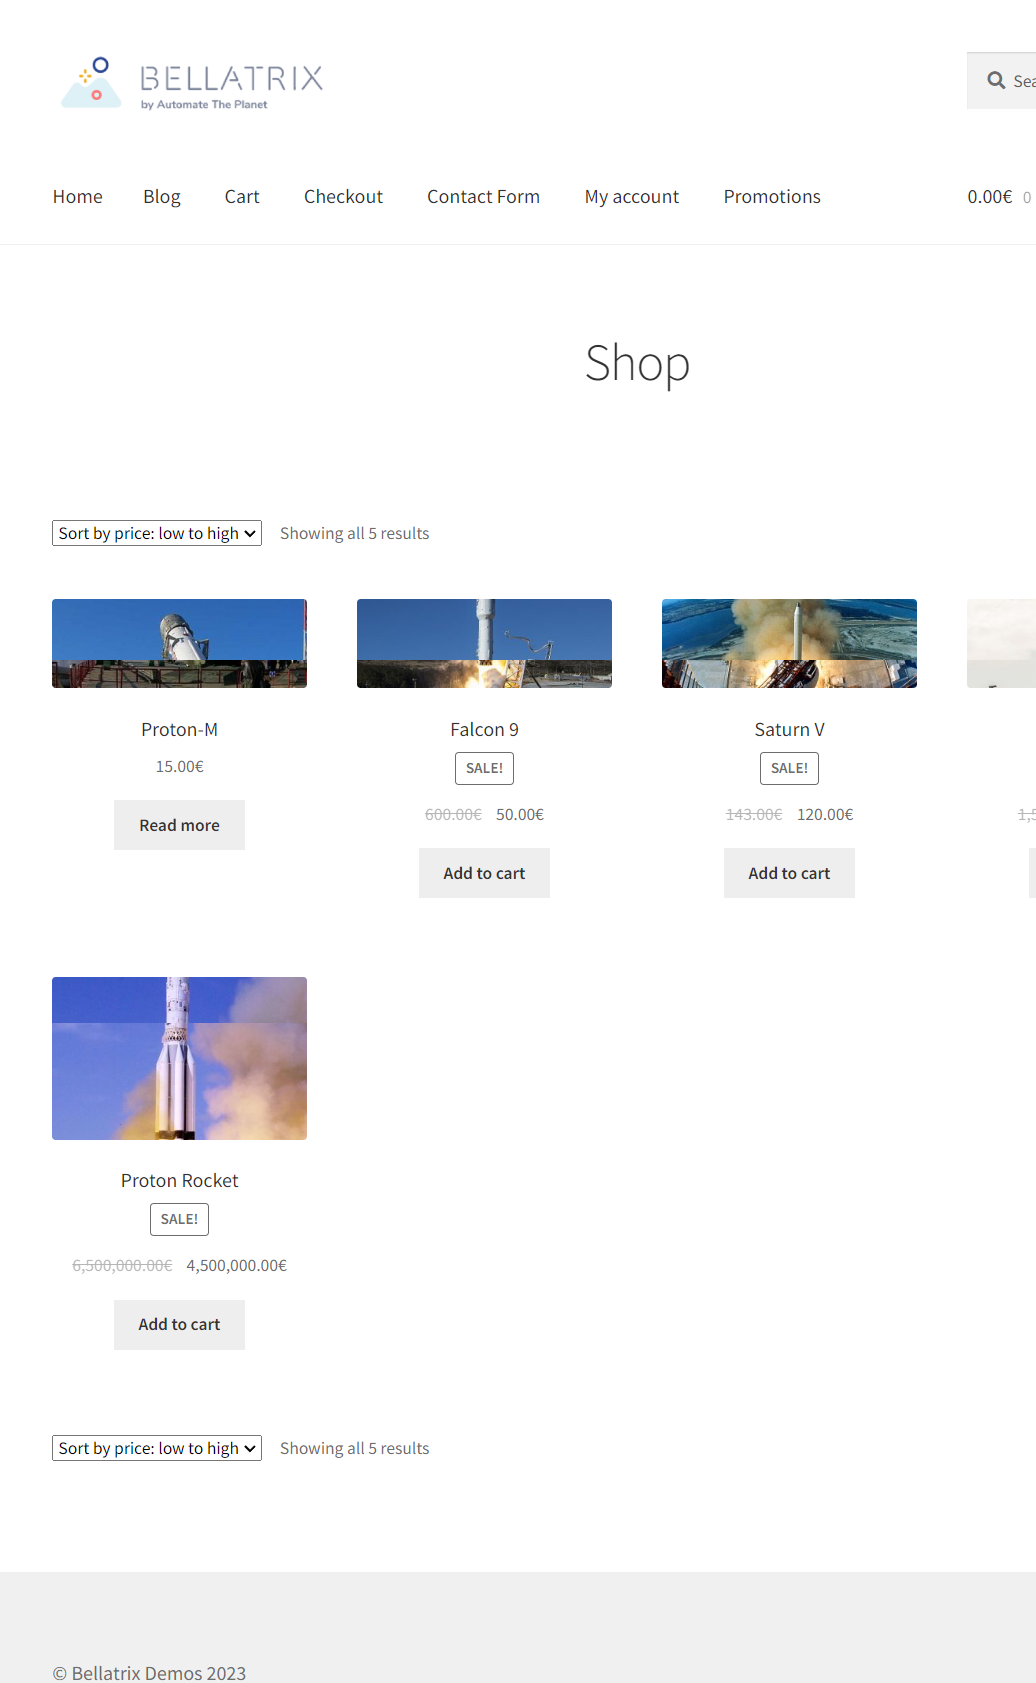 BELLATRIX
by Automate The Planet
Home Blog Cart Checkout Contact Form My account Promotions 0.00€ 0
Shop
Sort by price: low to high Showing all 5 results
Proton-M
15.00€
Read more
Falcon 9
SALE!
600.00€ 50.00€
Add to cart
Saturn V
SALE!
143.00€ 120.00€
Add to cart
Proton Rocket
SALE!
6,500,000.00€ 4,500,000.00€
Add to cart
Sort by price: low to high Showing all 5 results
© Bellatrix Demos 2023